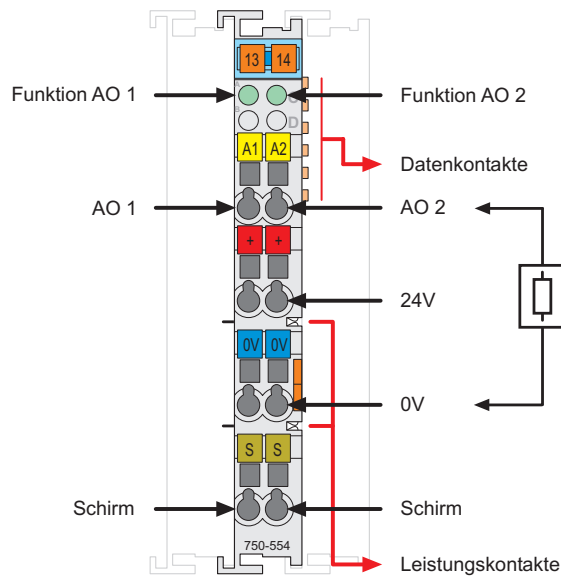 13 14
Funktion AO 1
Funktion AO 2
A C
B D
A1 A2
Datenkontakte
AO 1
AO 2
+ +
24V
0V 0V
0V
S S
Schirm
Schirm
750-554
Leistungskontakte